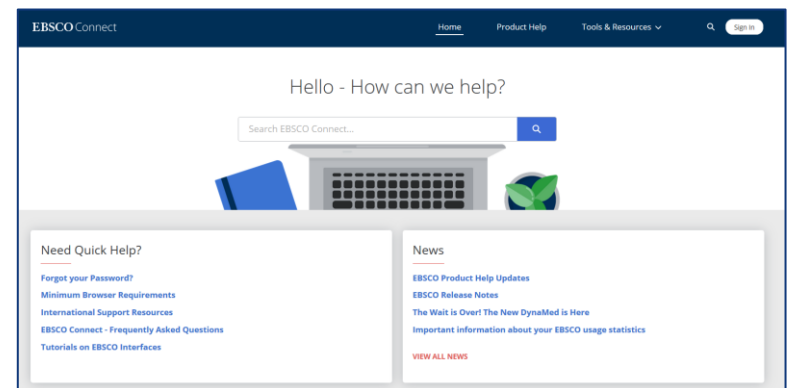 EBSCO Connect
Home
Product Help
Tools & Resources
Sign in
Hello - How can we help?
Search EBSCO Connect...
Need Quick Help?
Forgot your Password?
Minimum Browser Requirements
International Support Resources
EBSCO Connect - Frequently Asked Questions
Tutorials on EBSCO Interfaces
News
EBSCO Product Help Updates
EBSCO Release Notes
The Wait is Over! The New DynaMed is Here
Important information about your EBSCO usage statistics
VIEW ALL NEWS